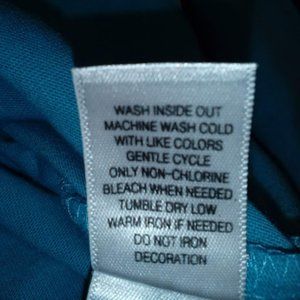 WASH INSIDE OUT
MACHINE WASH COLD
WITH LIKE COLORS
GENTLE CYCLE
ONLY NON-CHLORINE
BLEACH WHEN NEEDED
TUMBLE DRY LOW
WARM IRON IF NEEDED
DO NOT IRON
DECORATION